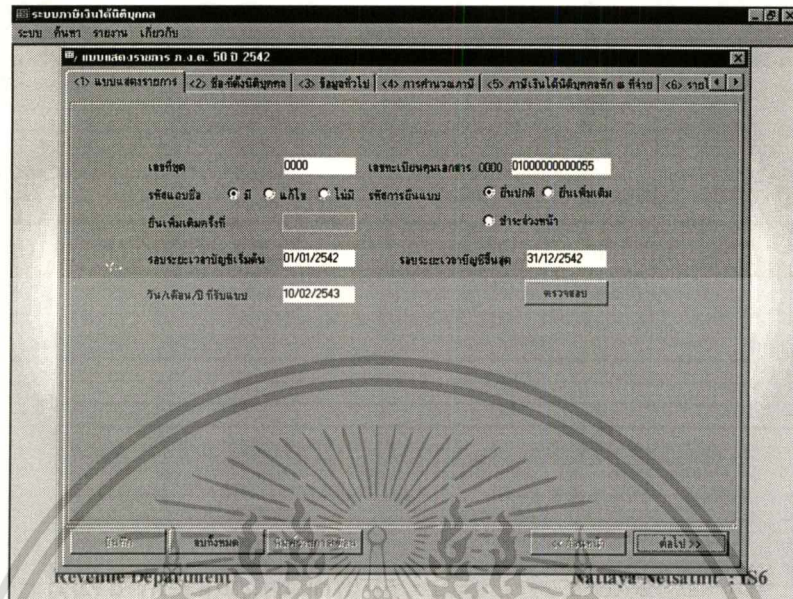 ระบบภาษีเงินได้นิติบุคคล
ระบบ ค้นหา รายงาน เกี่ยวกับ
แบบแสดงรายการ ภ.ง.ด. 50 ปี 2542
<1> แบบแสดงรายการ <2> ชื่อ-ที่ตั้งนิติบุคคล <3> ข้อมูลทั่วไป <4> การคำนวณภาษี <5> ภาษีเงินได้นิติบุคคลหัก ณ ที่จ่าย <6> รายไ
เลขที่ชุด 0000 เลขทะเบียนคุมเอกสาร 0000 01000000000055
รหัสแถบชื่อ มี แก้ไข ไม่มี รหัสการยื่นแบบ ยื่นปกติ ยื่นเพิ่มเติม
ยื่นเพิ่มเติมครั้งที่ ชำระล่วงหน้า
รอบระยะเวลาบัญชีเริ่มต้น 01/01/2542 รอบระยะเวลาบัญชีสิ้นสุด 31/12/2542
วัน/เดือน/ปี ที่รับแบบ 10/02/2543 ตรวจสอบ
บันทึก ลบทั้งหมด << ก่อนหน้า ต่อไป >>
Revenue Department Nattaya Netsathit : IS6